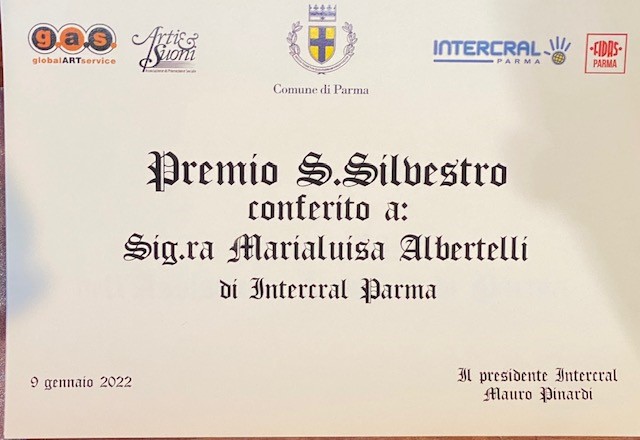 g.a.s.
globalARTservice
Arti & Suoni
Comune di Parma
INTERCRAL
PARMA
FIDAS
PARMA
Premio S.Silvestro
conferito a:
Sig.ra Marialuisa Albertelli
di Intercral Parma
9 gennaio 2022
Il presidente Intercral
Mauro Pinardi